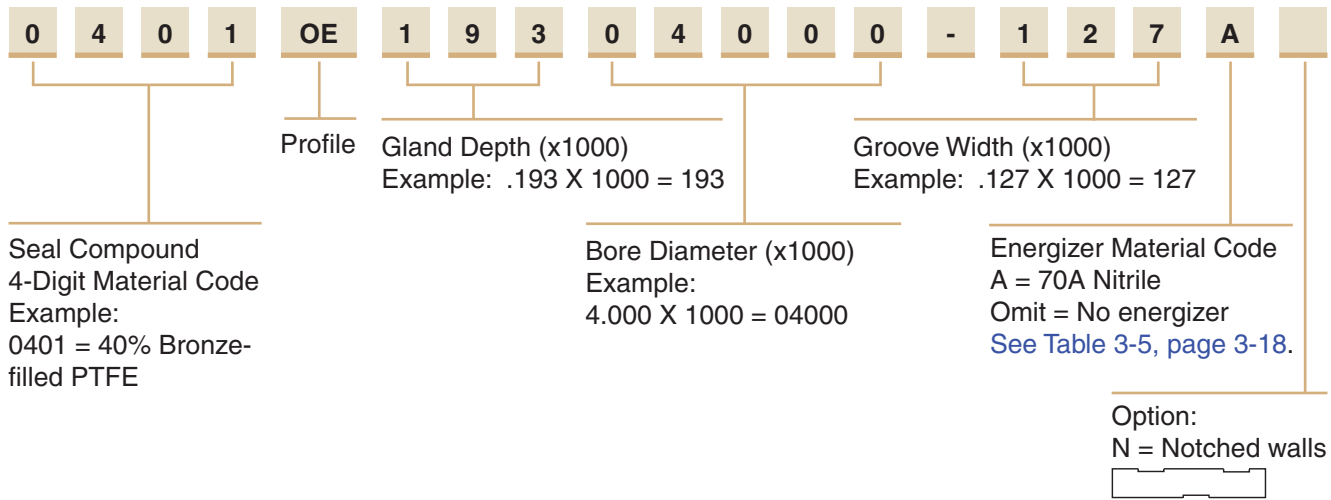 0 4 0 1 OE 1 9 3 0 4 0 0 0 - 1 2 7 A
Profile
Gland Depth (x1000)
Example: .193 X 1000 = 193
Groove Width (x1000)
Example: .127 X 1000 = 127
Seal Compound
4-Digit Material Code
Example:
0401 = 40% Bronze-
filled PTFE
Bore Diameter (x1000)
Example:
4.000 X 1000 = 04000
Energizer Material Code
A = 70A Nitrile
Omit = No energizer
See Table 3-5, page 3-18.
Option:
N = Notched walls